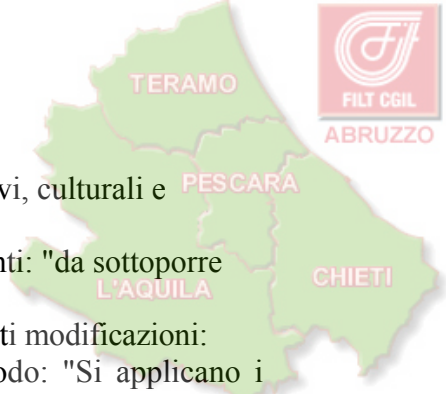 FILT CGIL
ABRUZZO
TERAMO
PESCARA
L'AQUILA
CHIETI
vi, culturali e
nti: "da sottoporre
ti modificazioni:
odo: "Si applicano i